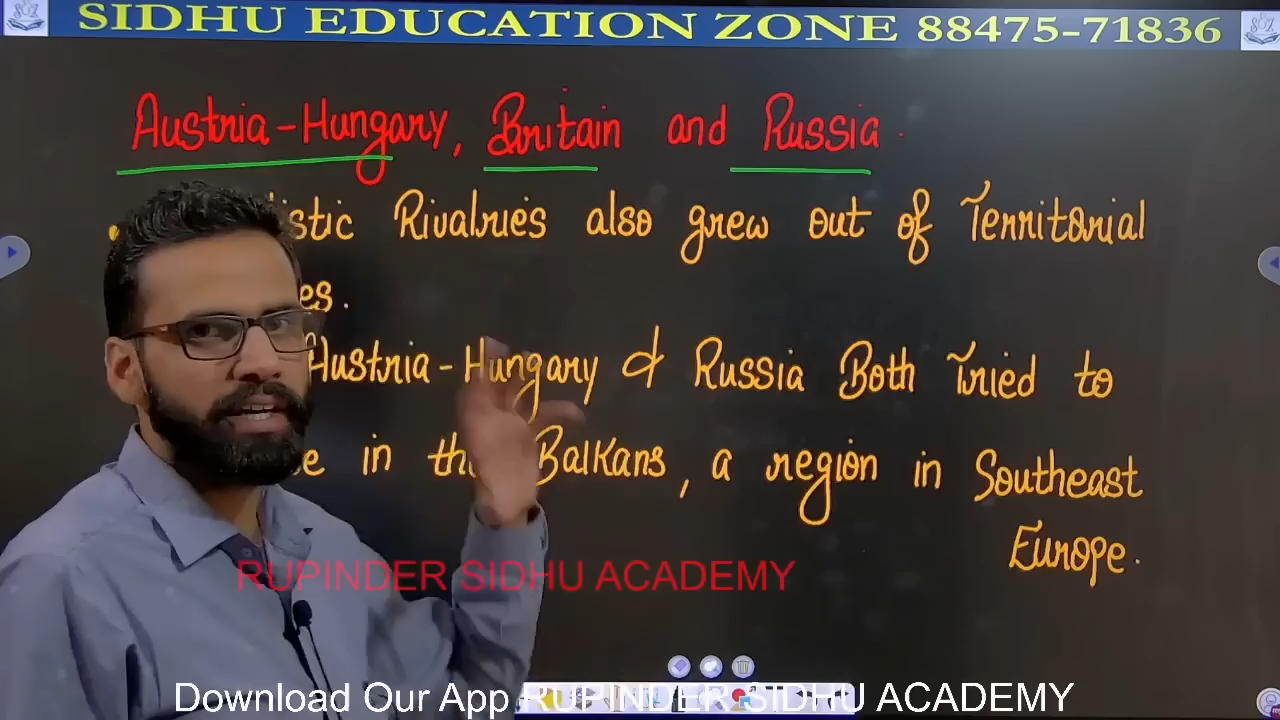 SIDHU EDUCATION ZONE 88475-71836
Austria-Hungary, Britain and Russia.
Rivalries also grew out of Territorial
Austria-Hungary & Russia Both Tried to
in the Balkans, a region in Southeast
Europe.
RUPINDER SIDHU ACADEMY
Download Our App RUPINDER SIDHU ACADEMY